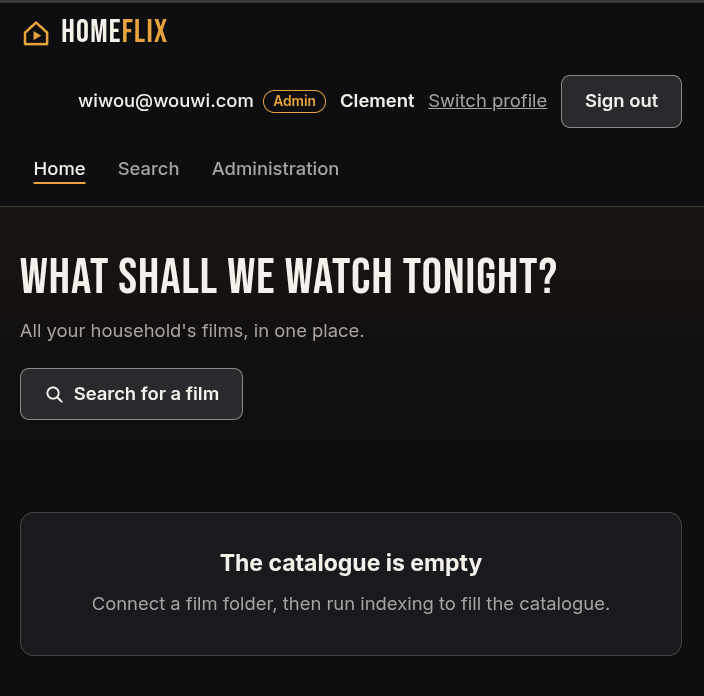 HOMEFLIX
wiwou@wouwi.com Admin Clement Switch profile Sign out
Home Search Administration
WHAT SHALL WE WATCH TONIGHT?
All your household's films, in one place.
Search for a film
The catalogue is empty
Connect a film folder, then run indexing to fill the catalogue.